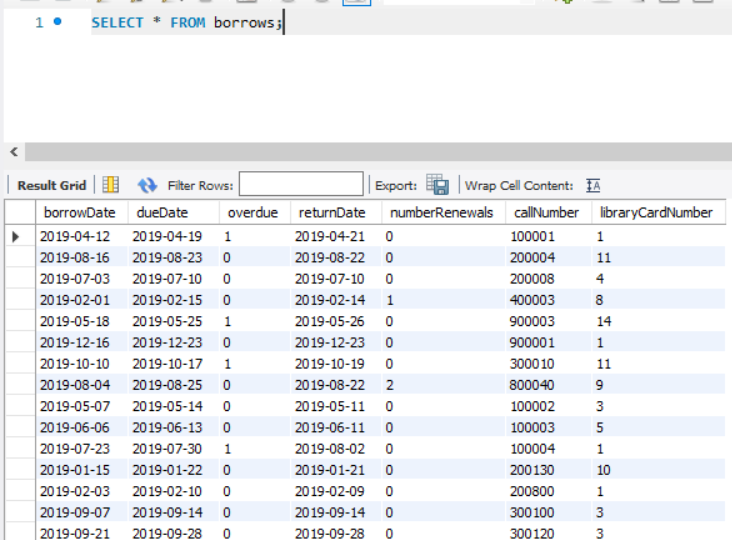 1 SELECT * FROM borrows;
Result Grid Filter Rows: Export: Wrap Cell Content:
borrowDate dueDate overdue returnDate numberRenewals callNumber libraryCardNumber
2019-04-12 2019-04-19 1 2019-04-21 0 100001 1
2019-08-16 2019-08-23 0 2019-08-22 0 200004 11
2019-07-03 2019-07-10 0 2019-07-10 0 200008 4
2019-02-01 2019-02-15 0 2019-02-14 1 400003 8
2019-05-18 2019-05-25 1 2019-05-26 0 900003 14
2019-12-16 2019-12-23 0 2019-12-23 0 900001 1
2019-10-10 2019-10-17 1 2019-10-19 0 300010 11
2019-08-04 2019-08-25 0 2019-08-22 2 800040 9
2019-05-07 2019-05-14 0 2019-05-11 0 100002 3
2019-06-06 2019-06-13 0 2019-06-11 0 100003 5
2019-07-23 2019-07-30 1 2019-08-02 0 100004 1
2019-01-15 2019-01-22 0 2019-01-21 0 200130 10
2019-02-03 2019-02-10 0 2019-02-09 0 200800 1
2019-09-07 2019-09-14 0 2019-09-14 0 300100 3
2019-09-21 2019-09-28 0 2019-09-28 0 300120 3